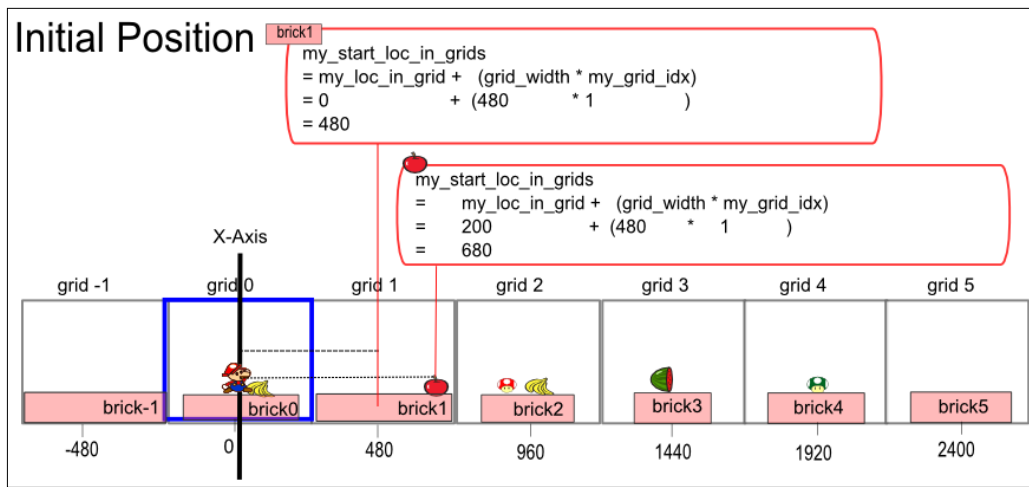 Initial Position
brick1
my_start_loc_in_grids
= my_loc_in_grid + (grid_width * my_grid_idx)
= 0 + (480 * 1 )
= 480
my_start_loc_in_grids
= my_loc_in_grid + (grid_width * my_grid_idx)
= 200 + (480 * 1 )
= 680
X-Axis
grid -1 grid 0 grid 1 grid 2 grid 3 grid 4 grid 5
brick-1 brick0 brick1 brick2 brick3 brick4 brick5
-480 0 480 960 1440 1920 2400